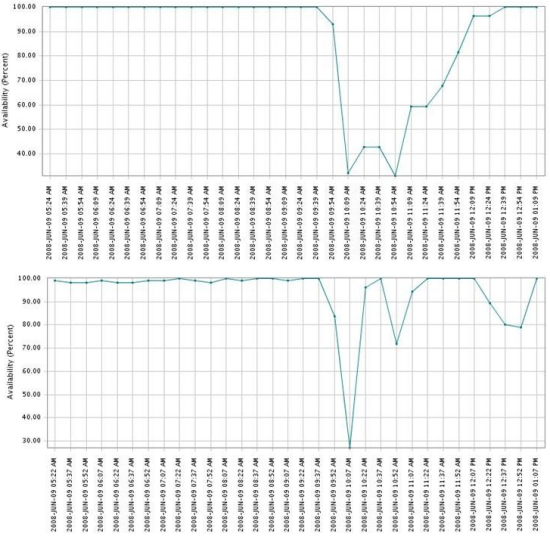 100.00
90.00
80.00
70.00
60.00
50.00
40.00
Availability (Percent)
2008-JUN-09 05:24 AM
2008-JUN-09 05:39 AM
2008-JUN-09 05:54 AM
2008-JUN-09 06:09 AM
2008-JUN-09 06:24 AM
2008-JUN-09 06:39 AM
2008-JUN-09 06:54 AM
2008-JUN-09 07:09 AM
2008-JUN-09 07:24 AM
2008-JUN-09 07:39 AM
2008-JUN-09 07:54 AM
2008-JUN-09 08:09 AM
2008-JUN-09 08:24 AM
2008-JUN-09 08:39 AM
2008-JUN-09 08:54 AM
2008-JUN-09 09:09 AM
2008-JUN-09 09:24 AM
2008-JUN-09 09:39 AM
2008-JUN-09 09:54 AM
2008-JUN-09 10:09 AM
2008-JUN-09 10:24 AM
2008-JUN-09 10:39 AM
2008-JUN-09 10:54 AM
2008-JUN-09 11:09 AM
2008-JUN-09 11:24 AM
2008-JUN-09 11:39 AM
2008-JUN-09 11:54 AM
2008-JUN-09 12:09 PM
2008-JUN-09 12:24 PM
2008-JUN-09 12:39 PM
2008-JUN-09 12:54 PM
2008-JUN-09 01:09 PM
100.00
90.00
80.00
70.00
60.00
50.00
40.00
30.00
Availability (Percent)
2008-JUN-09 05:22 AM
2008-JUN-09 05:37 AM
2008-JUN-09 05:52 AM
2008-JUN-09 06:07 AM
2008-JUN-09 06:22 AM
2008-JUN-09 06:37 AM
2008-JUN-09 06:52 AM
2008-JUN-09 07:07 AM
2008-JUN-09 07:22 AM
2008-JUN-09 07:37 AM
2008-JUN-09 07:52 AM
2008-JUN-09 08:07 AM
2008-JUN-09 08:22 AM
2008-JUN-09 08:37 AM
2008-JUN-09 08:52 AM
2008-JUN-09 09:07 AM
2008-JUN-09 09:22 AM
2008-JUN-09 09:37 AM
2008-JUN-09 09:52 AM
2008-JUN-09 10:07 AM
2008-JUN-09 10:22 AM
2008-JUN-09 10:37 AM
2008-JUN-09 10:52 AM
2008-JUN-09 11:07 AM
2008-JUN-09 11:22 AM
2008-JUN-09 11:37 AM
2008-JUN-09 11:52 AM
2008-JUN-09 12:07 PM
2008-JUN-09 12:22 PM
2008-JUN-09 12:37 PM
2008-JUN-09 12:52 PM
2008-JUN-09 01:07 PM